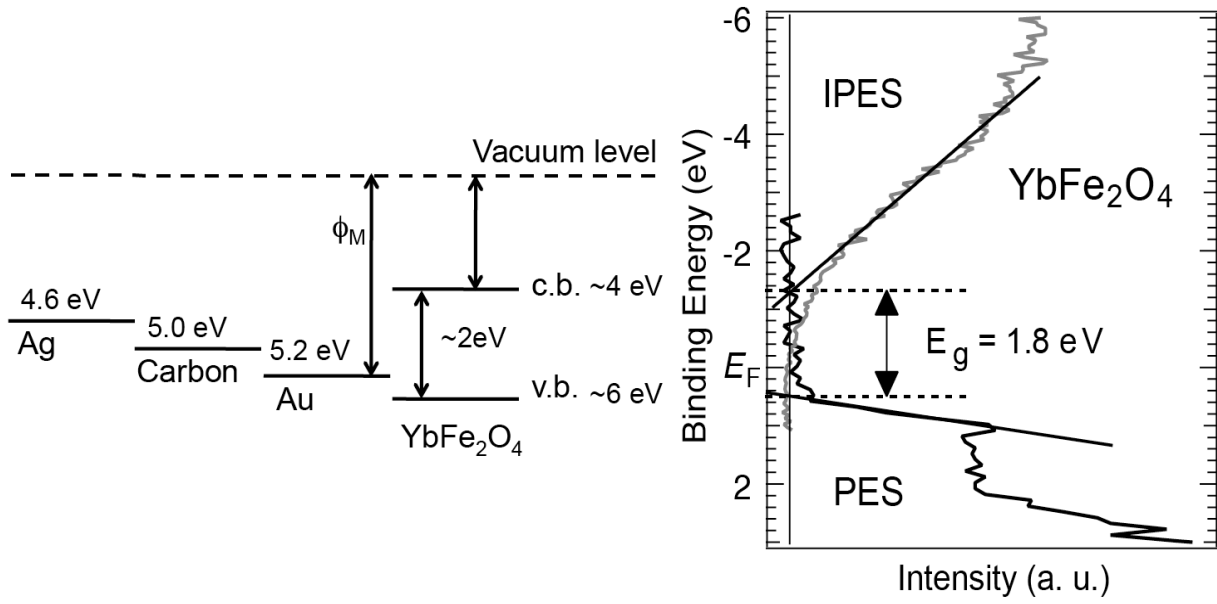 Vacuum level
ϕM
4.6 eV
Ag
5.0 eV
Carbon
5.2 eV
Au
c.b. ~4 eV
~2eV
v.b. ~6 eV
YbFe₂O₄
Binding Energy (eV)
-6
-4
-2
EF
2
IPES
YbFe₂O₄
Eg = 1.8 eV
PES
Intensity (a. u.)